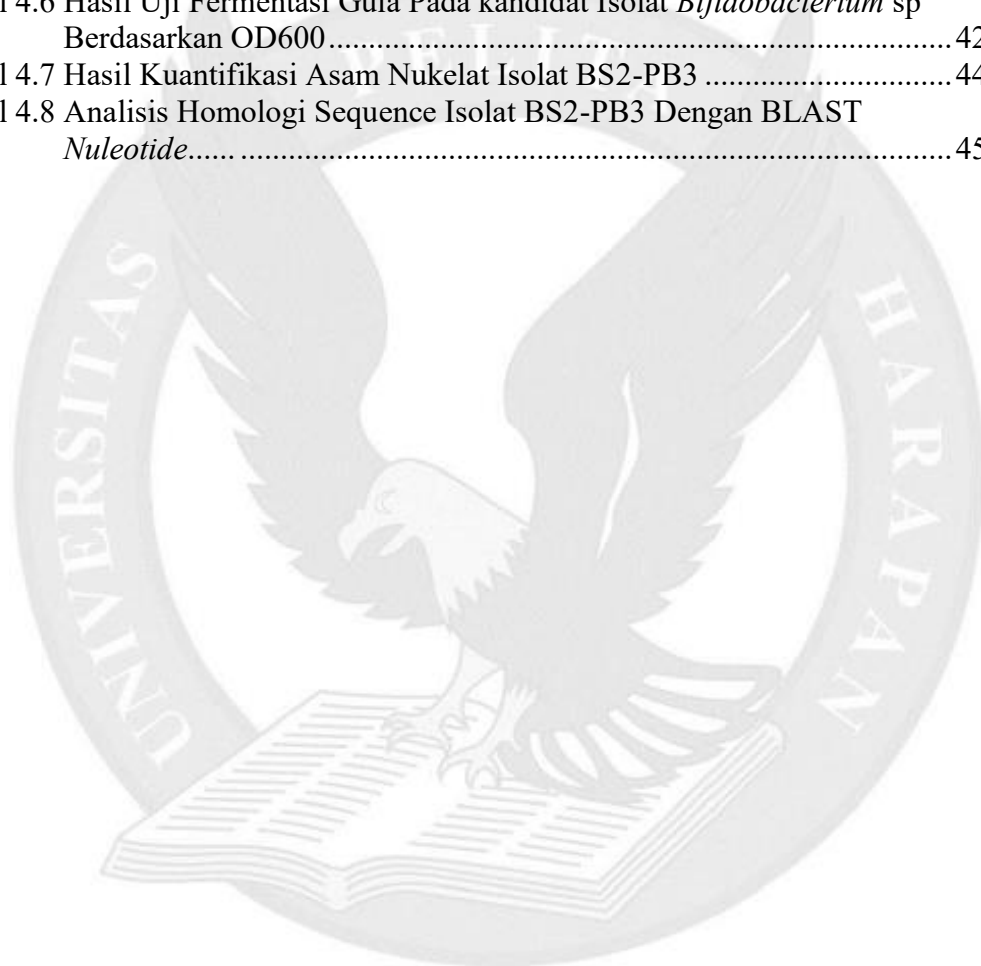 l 4.6 Hasil Uji Fermentasi Gula Pada kandidat Isolat Bifidobacterium sp
Berdasarkan OD600.......................................................................... 42
l 4.7 Hasil Kuantifikasi Asam Nukelat Isolat BS2-PB3 ............................. 44
l 4.8 Analisis Homologi Sequence Isolat BS2-PB3 Dengan BLAST
Nuleotide...... .................................................................................... 45
UNIVERSITAS PELITA HARAPAN